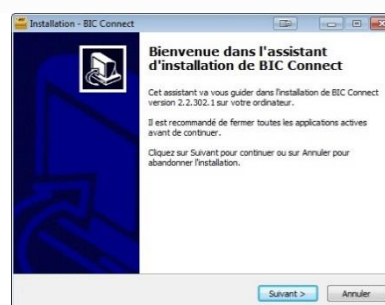 Installation - BIC Connect
Bienvenue dans l'assistant
d'installation de BIC Connect
Cet assistant va vous guider dans l'installation de BIC Connect
version 2.2.302.1 sur votre ordinateur.
Il est recommandé de fermer toutes les applications actives
avant de continuer.
Cliquez sur Suivant pour continuer ou sur Annuler pour
abandonner l'installation.
Suivant >
Annuler